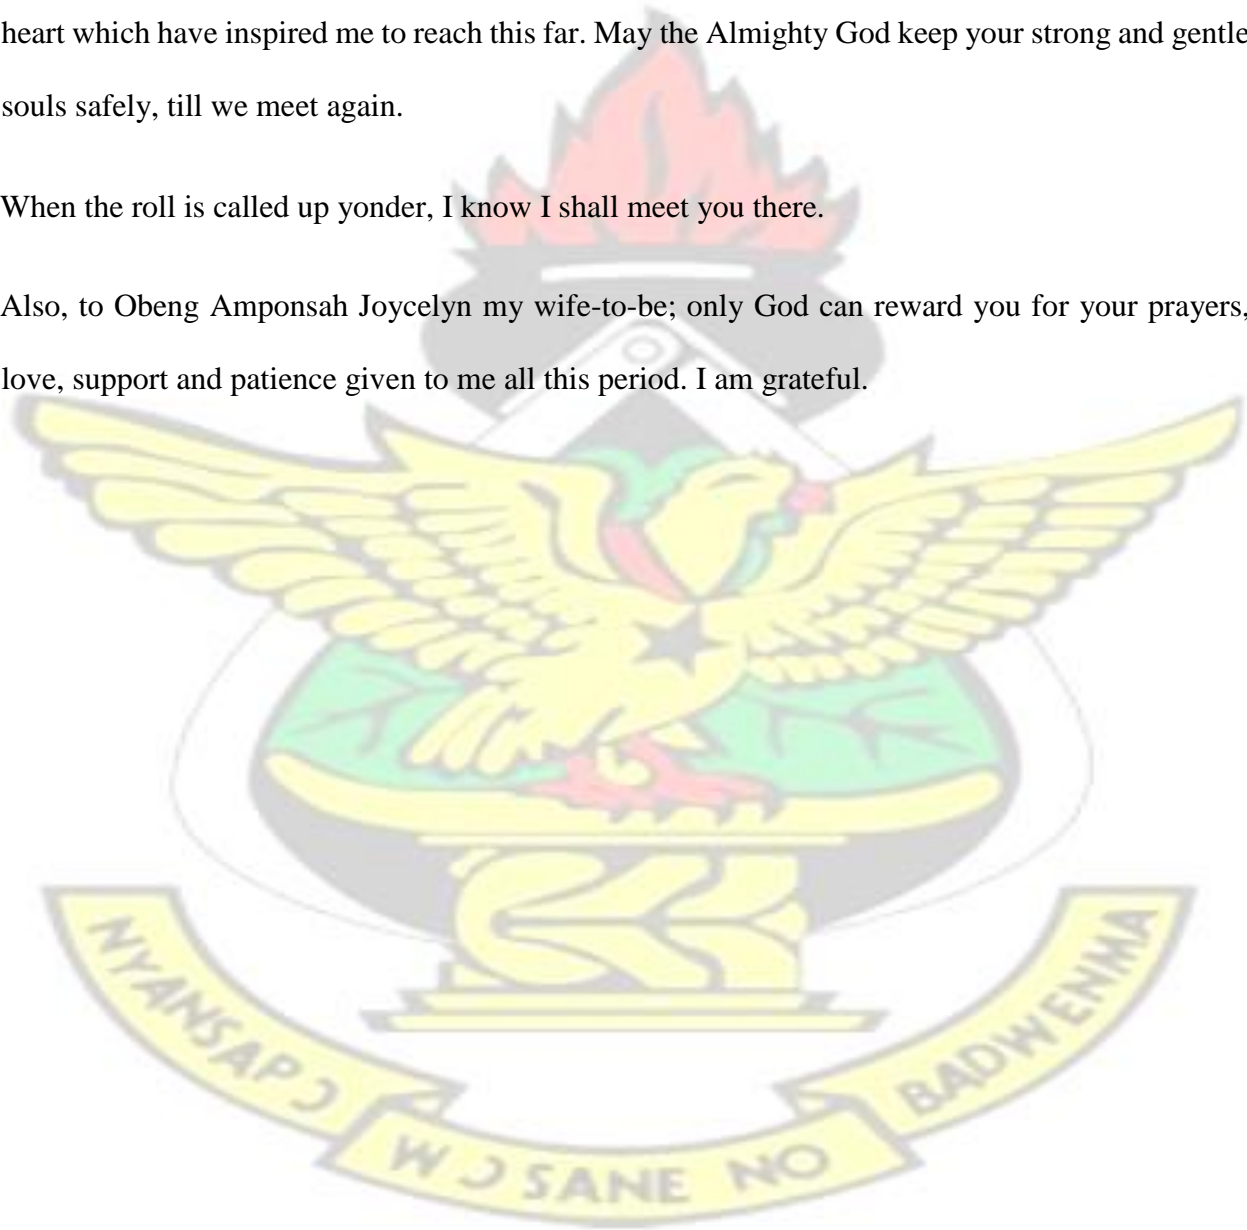 heart which have inspired me to reach this far. May the Almighty God keep your strong and gentle
souls safely, till we meet again.
When the roll is called up yonder, I know I shall meet you there.
Also, to Obeng Amponsah Joycelyn my wife-to-be; only God can reward you for your prayers,
love, support and patience given to me all this period. I am grateful.
NYANSAPƆ
WƆSANE NO
BADWENMA